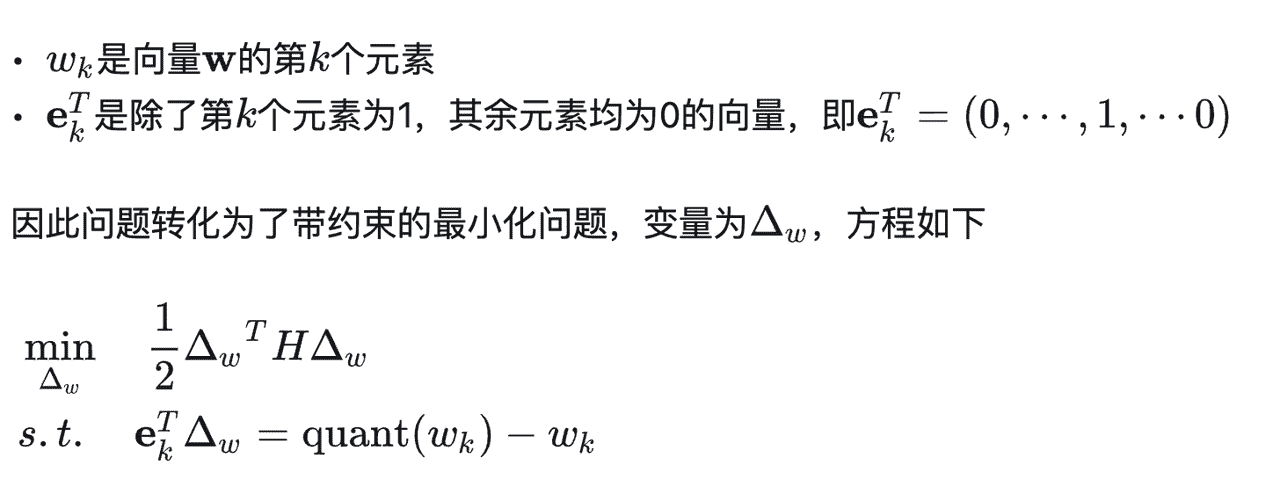 • $w_k$是向量$\mathbf{w}$的第$k$个元素
• $\mathbf{e}_k^T$是除了第$k$个元素为1，其余元素均为0的向量，即$\mathbf{e}_k^T = (0, \cdots, 1, \cdots 0)$
因此问题转化为了带约束的最小化问题，变量为$\Delta_w$，方程如下
$\min_{\Delta_w} \quad \frac{1}{2} {\Delta_w}^T H \Delta_w$
$s.t. \quad \mathbf{e}_k^T \Delta_w = \text{quant}(w_k) - w_k$